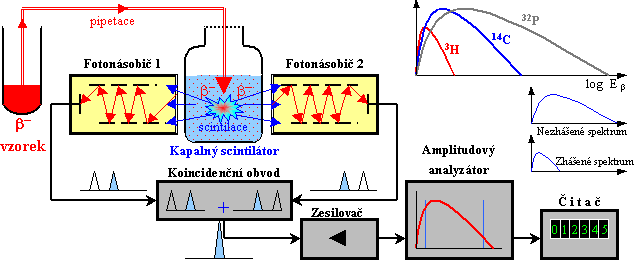 pipetace
β⁻
vzorek
Fotonásobič 1
Fotonásobič 2
β⁻ β⁻
scintilace
Kapalný scintilátor
Koincidenční obvod
+
Zesilovač
Amplitudový
analyzátor
Čítač
012345
³H
¹⁴C
³²P
log Eβ
Nezhášené spektrum
Zhášené spektrum